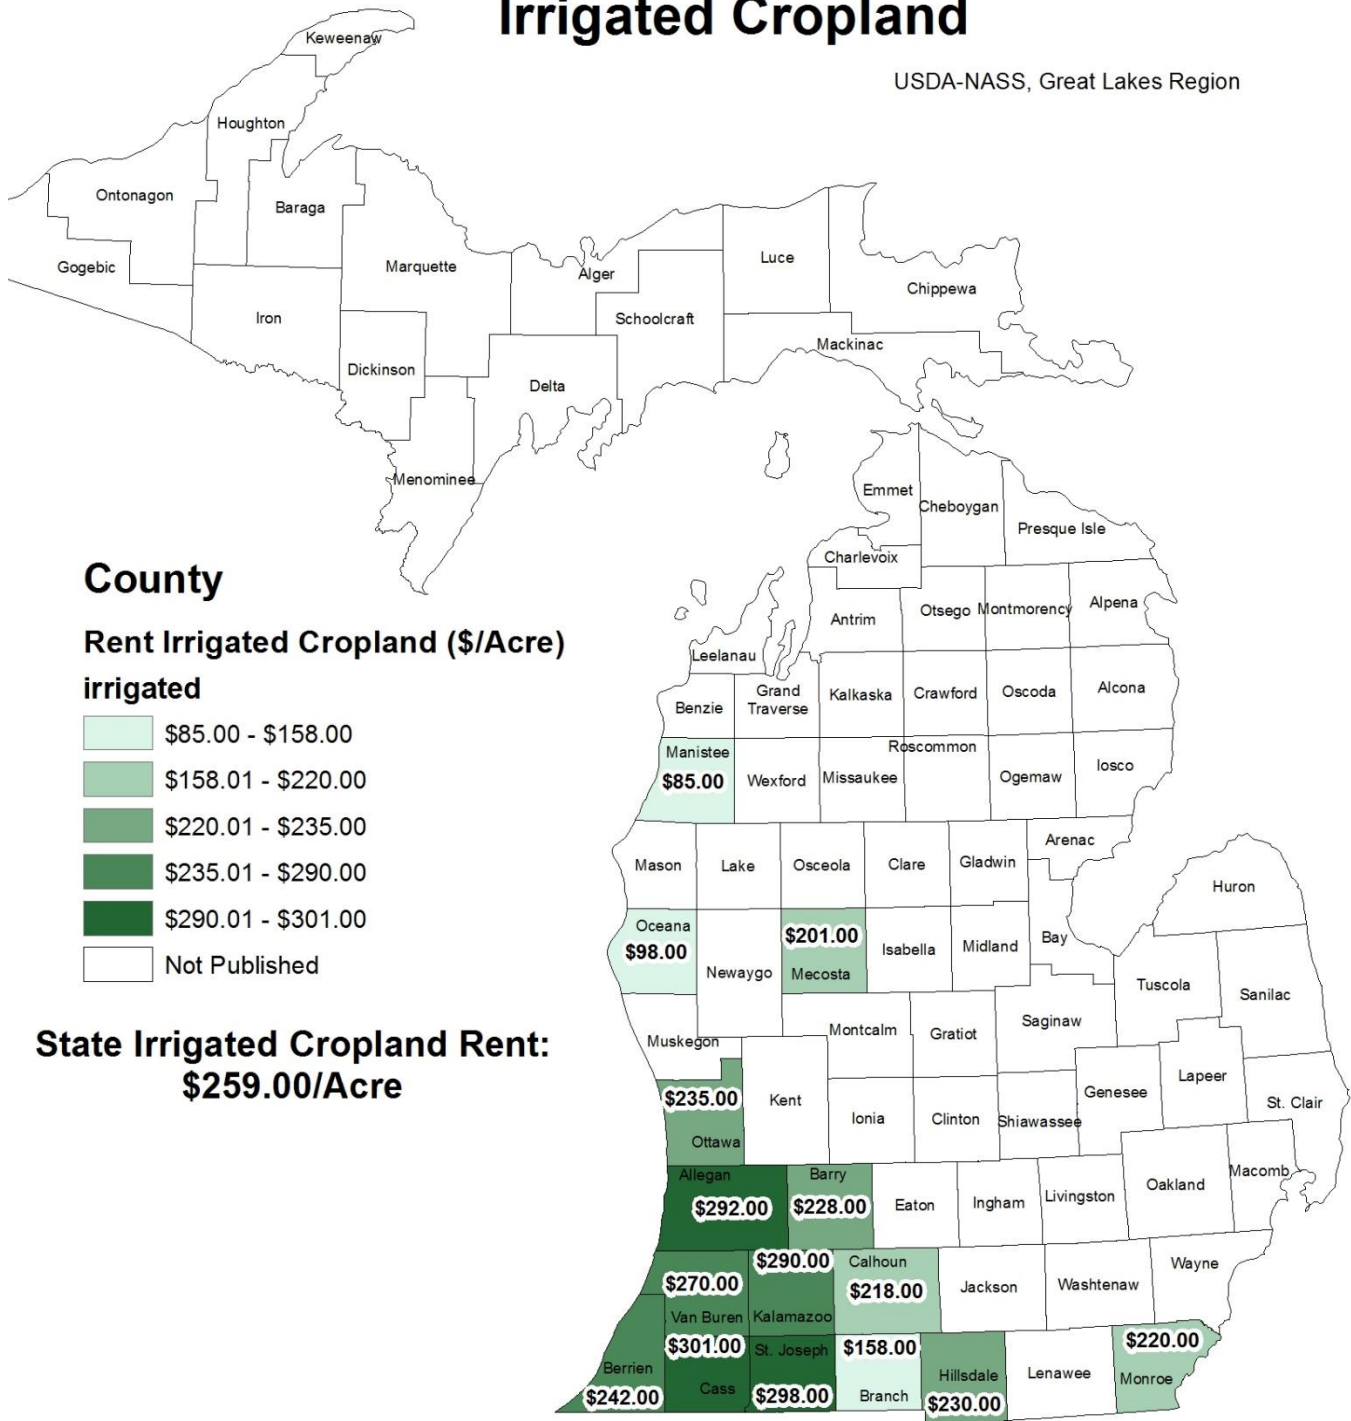 Irrigated Cropland
USDA-NASS, Great Lakes Region
Keweenaw
Houghton
Ontonagon
Baraga
Gogebic
Marquette
Alger
Luce
Chippewa
Iron
Schoolcraft
Mackinac
Dickinson
Delta
Menominee
Emmet
Cheboygan
Presque Isle
Charlevoix
Antrim
Otsego
Montmorency
Alpena
Leelanau
Benzie
Grand
Traverse
Kalkaska
Crawford
Oscoda
Alcona
Manistee
$85.00
Wexford
Missaukee
Roscommon
Ogemaw
Iosco
County
Rent Irrigated Cropland ($/Acre)
irrigated
$85.00 - $158.00
$158.01 - $220.00
$220.01 - $235.00
$235.01 - $290.00
$290.01 - $301.00
Not Published
State Irrigated Cropland Rent:
$259.00/Acre
Mason
Lake
Osceola
Clare
Gladwin
Arenac
Huron
Oceana
$98.00
Newaygo
$201.00
Mecosta
Isabella
Midland
Bay
Tuscola
Sanilac
Muskegon
Montcalm
Gratiot
Saginaw
$235.00
Ottawa
Kent
Ionia
Clinton
Shiawassee
Genesee
Lapeer
St. Clair
Allegan
$292.00
Barry
$228.00
Eaton
Ingham
Livingston
Oakland
Macomb
$270.00
Van Buren
$290.00
Kalamazoo
Calhoun
$218.00
Jackson
Washtenaw
Wayne
Berrien
$242.00
$301.00
Cass
St. Joseph
$298.00
$158.00
Branch
Hillsdale
$230.00
Lenawee
$220.00
Monroe